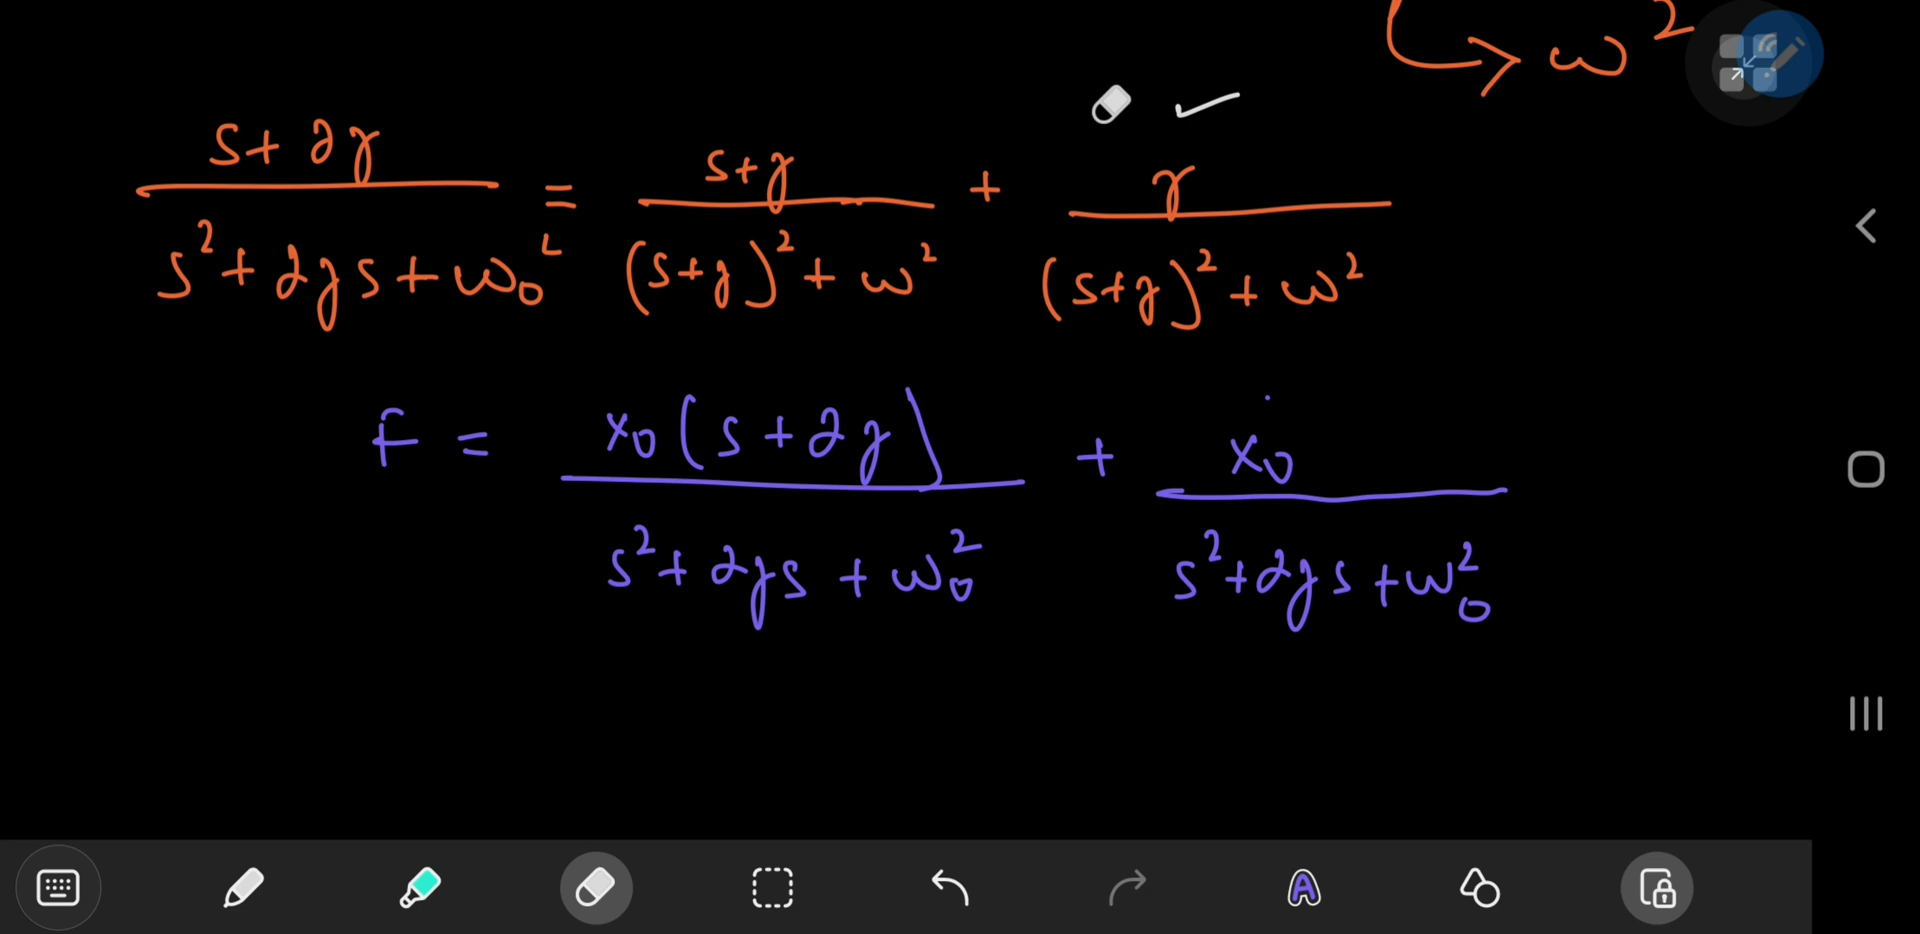 → ω²
(s + 2γ)/(s² + 2γs + ω₀²) = (s+γ)/((s+γ)² + ω²) + γ/((s+γ)² + ω²)
F = x₀(s + 2γ)/(s² + 2γs + ω₀²) + ẋ₀/(s² + 2γs + ω₀²)
A